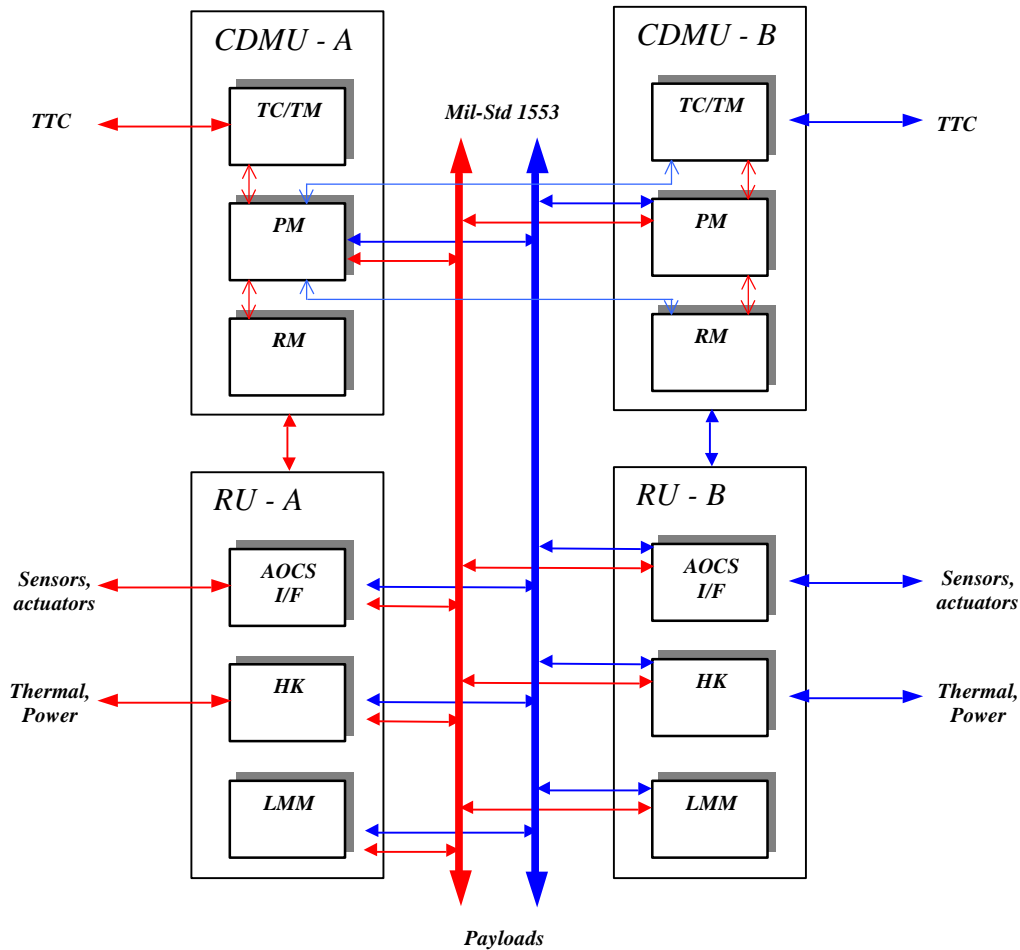 CDMU - A
CDMU - B
TC/TM
TC/TM
Mil-Std 1553
TTC
TTC
PM
PM
RM
RM
RU - A
RU - B
AOCS
I/F
AOCS
I/F
Sensors,
actuators
Sensors,
actuators
HK
HK
Thermal,
Power
Thermal,
Power
LMM
LMM
Payloads